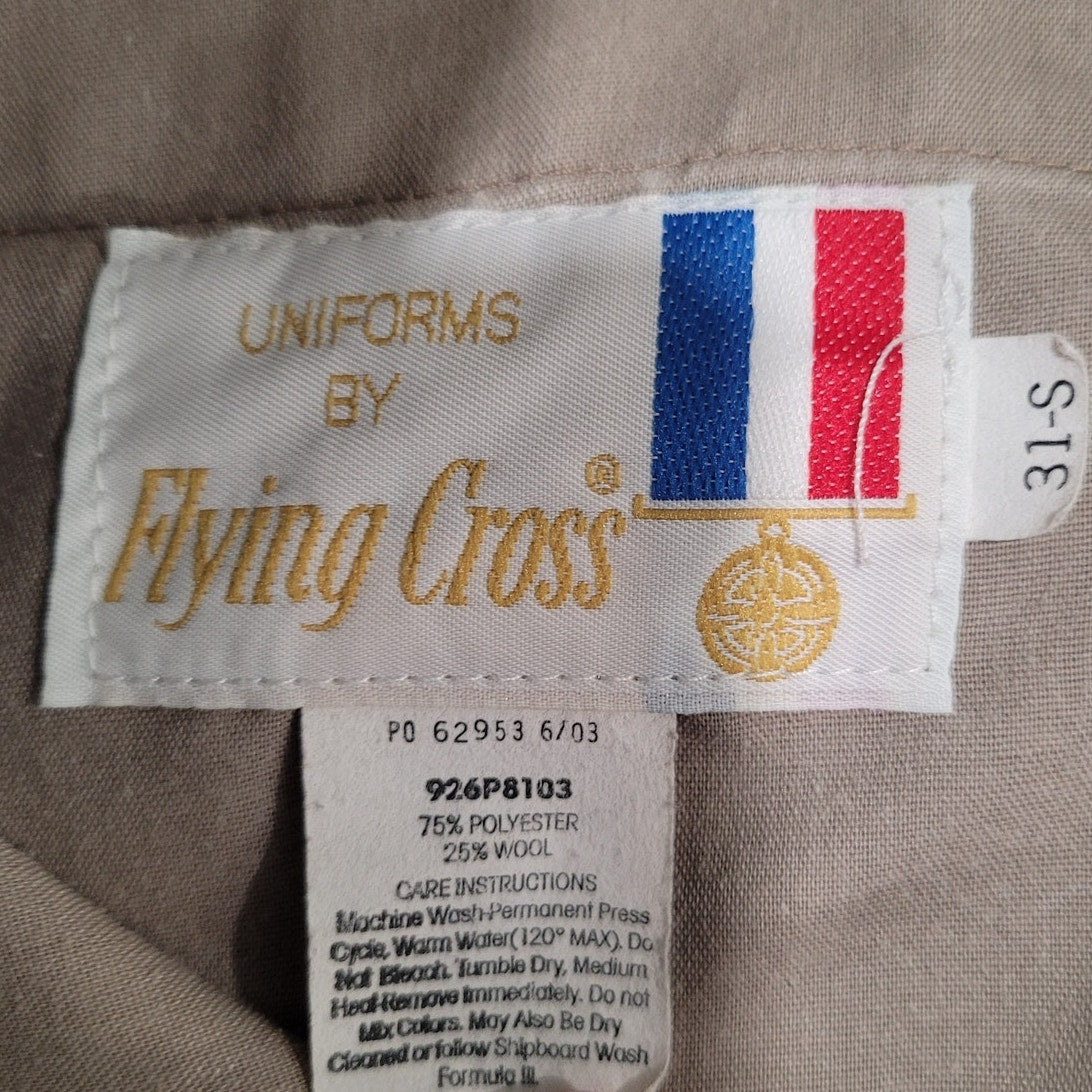 UNIFORMS
BY
Flying Cross®
31-S
PO 62953 6/03
926P8103
75% POLYESTER
25% WOOL
CARE INSTRUCTIONS
Machine Wash-Permanent Press
Cycle, Warm Water(120° MAX). Do
Not Bleach. Tumble Dry, Medium
Heat-Remove Immediately. Do not
Mix Colors. May Also Be Dry
Cleaned or follow Shipboard Wash
Formula III.